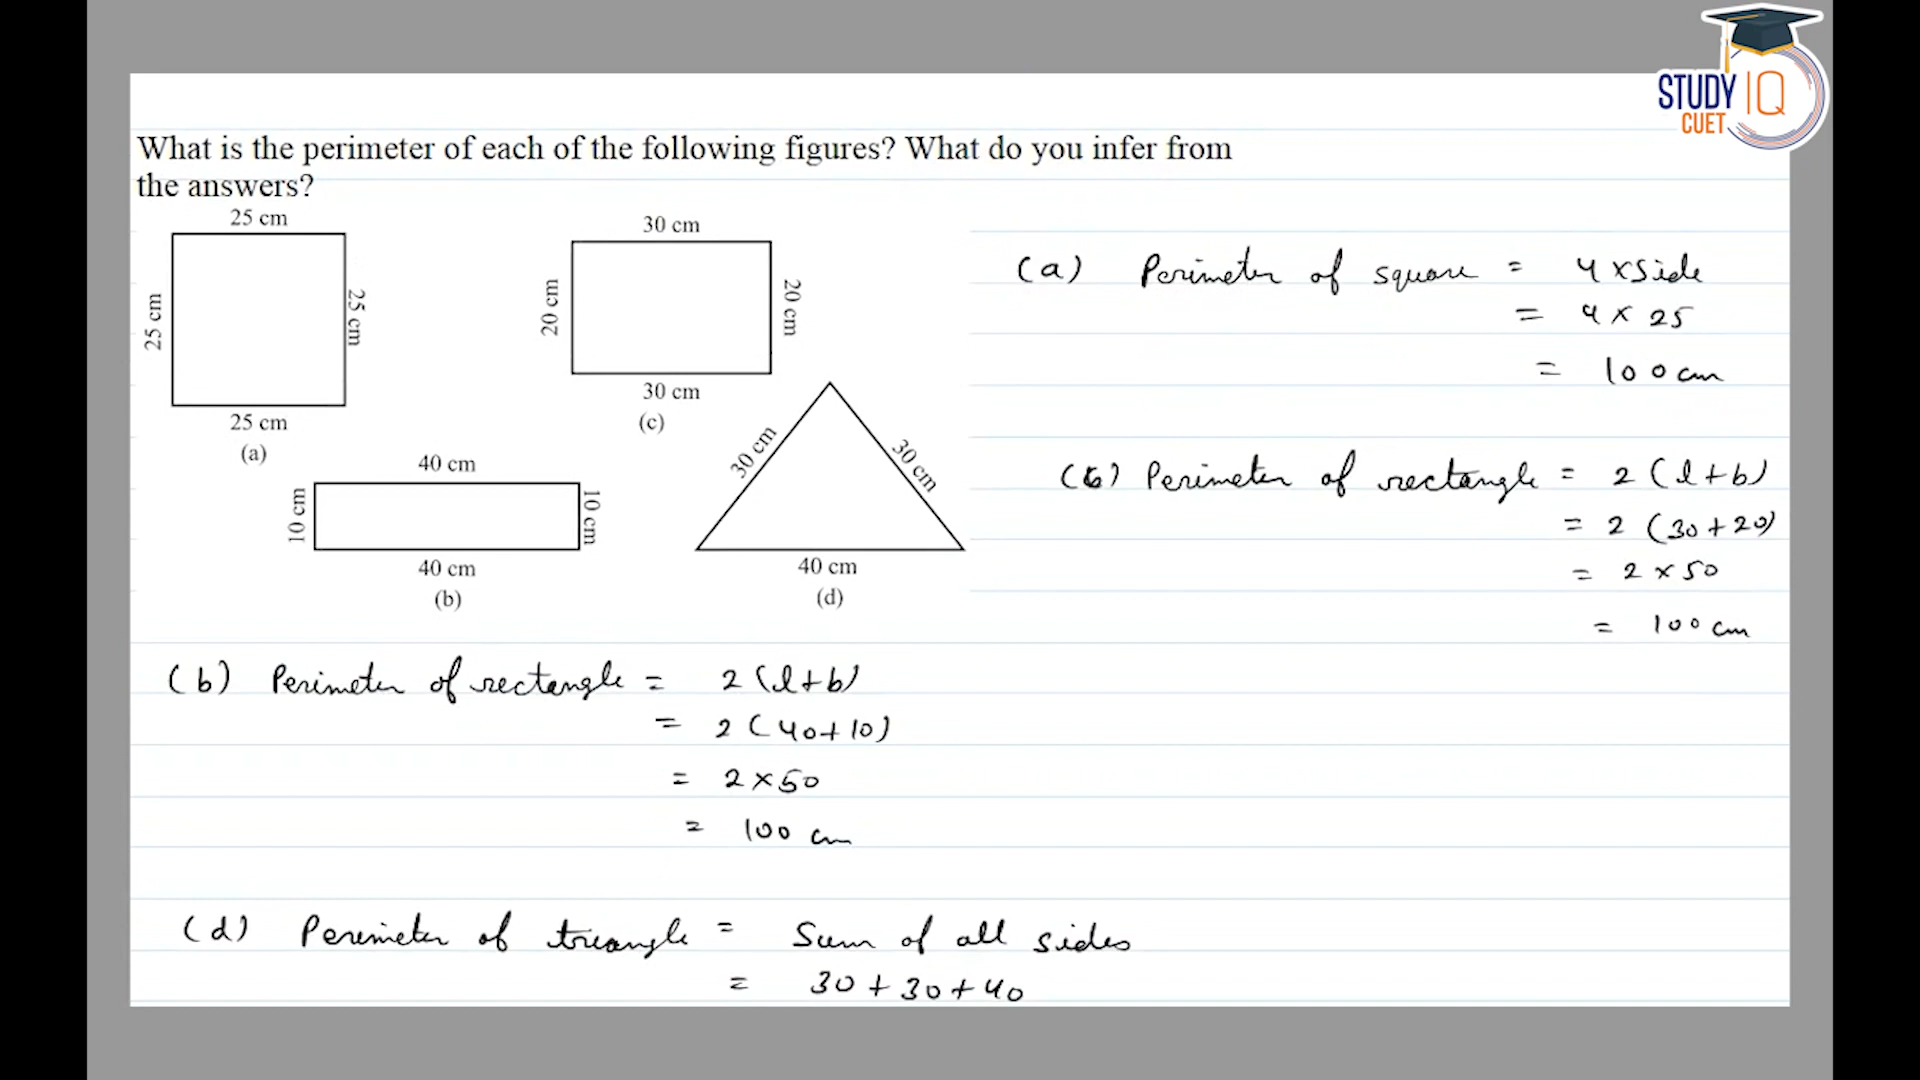 STUDY IQ
CUET
What is the perimeter of each of the following figures? What do you infer from
the answers?
25 cm
25 cm
25 cm
25 cm
(a)
30 cm
20 cm
20 cm
30 cm
(c)
40 cm
10 cm
10 cm
40 cm
(b)
30 cm
30 cm
40 cm
(d)
(a) Perimeter of square = 4 x side
= 4 x 25
= 100 cm
(c) Perimeter of rectangle = 2 (l+b)
= 2 (30+20)
= 2 x 50
= 100 cm
(b) Perimeter of rectangle = 2 (l+b)
= 2 (40+10)
= 2 x 50
= 100 cm
(d) Perimeter of triangle = Sum of all sides
= 30 + 30 + 40